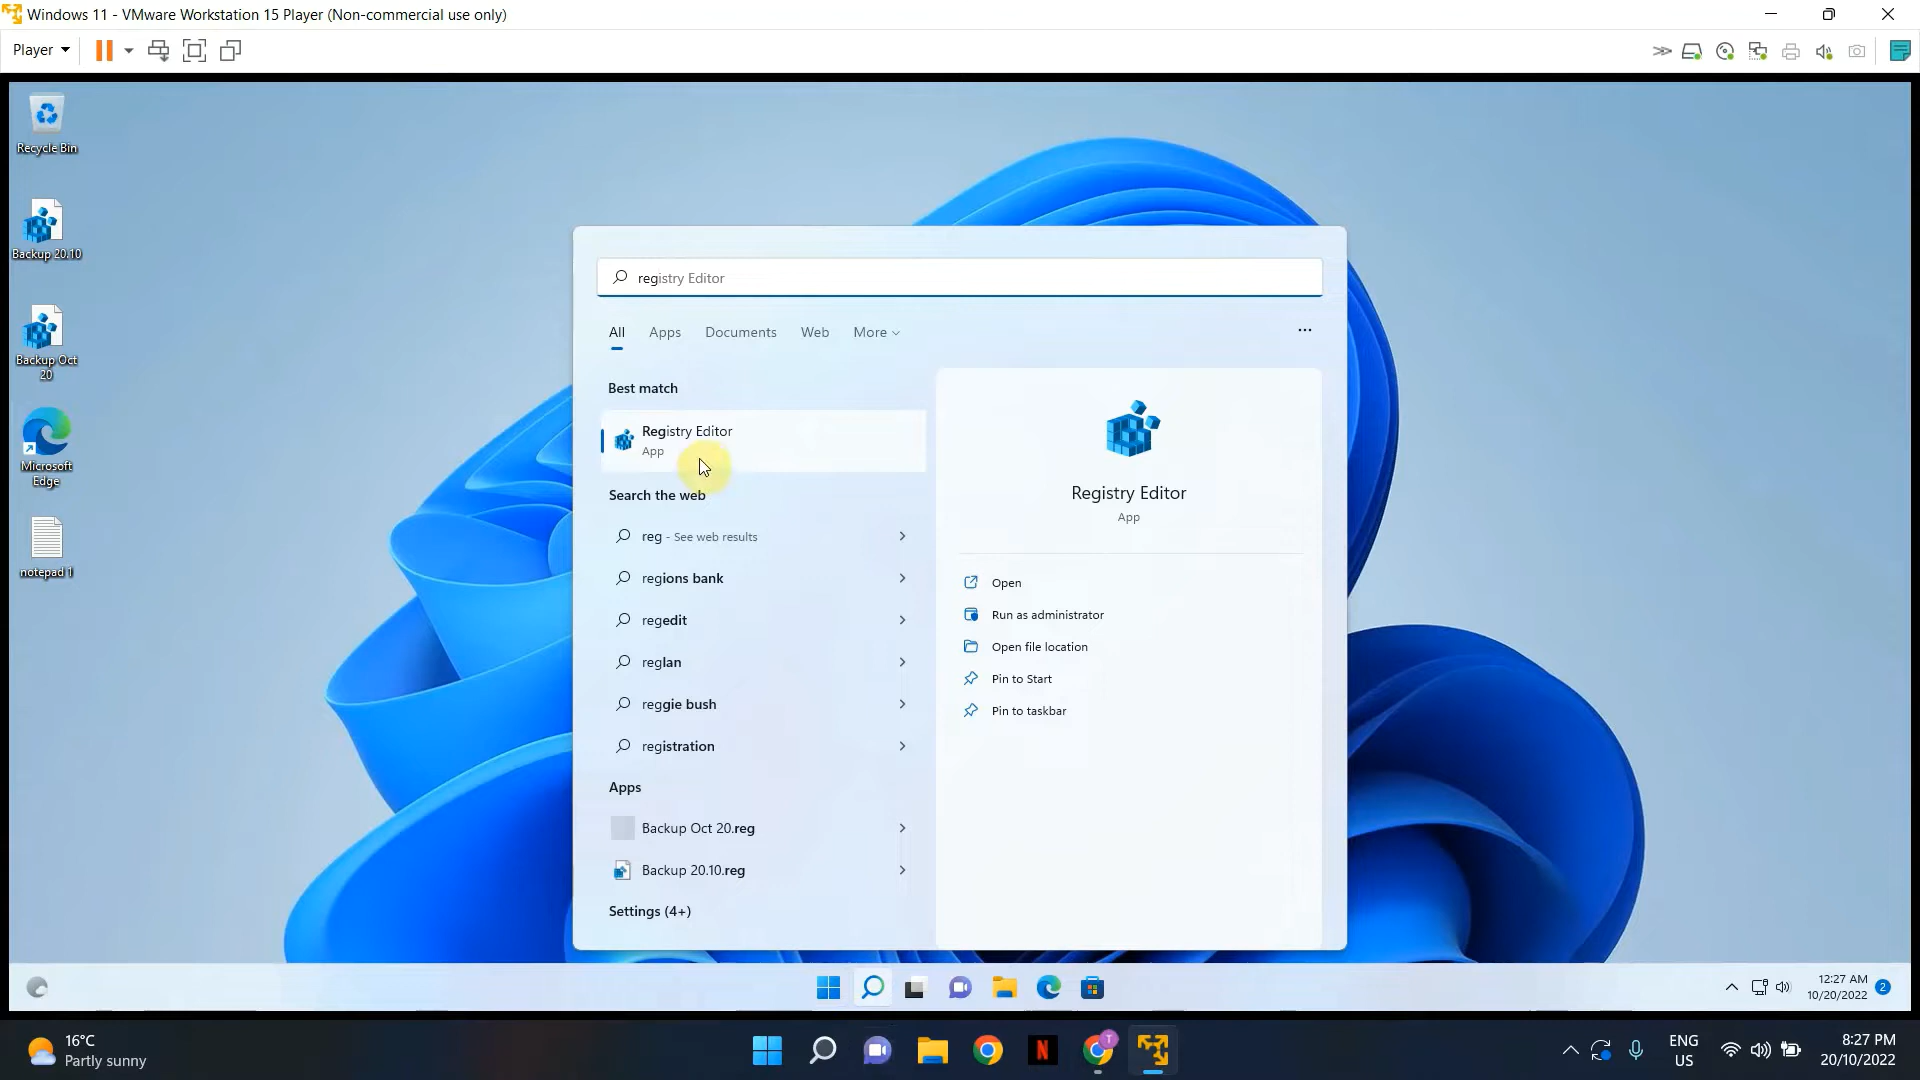 Windows 11 - VMware Workstation 15 Player (Non-commercial use only)
Player
Recycle Bin
Backup 20.10
Backup Oct
20
Microsoft
Edge
notepad 1
registry Editor
All Apps Documents Web More
Best match
Registry Editor
App
Search the web
reg - See web results
regions bank
regedit
reglan
reggie bush
registration
Apps
Backup Oct 20.reg
Backup 20.10.reg
Settings (4+)
Registry Editor
App
Open
Run as administrator
Open file location
Pin to Start
Pin to taskbar
12:27 AM
10/20/2022
2
16°C
Partly sunny
N
T
ENG
US
8:27 PM
20/10/2022